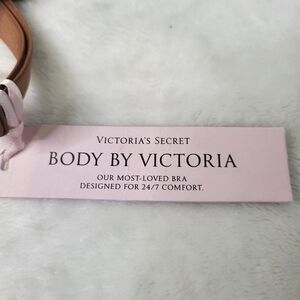 VICTORIA'S SECRET
BODY BY VICTORIA
OUR MOST-LOVED BRA
DESIGNED FOR 24/7 COMFORT.